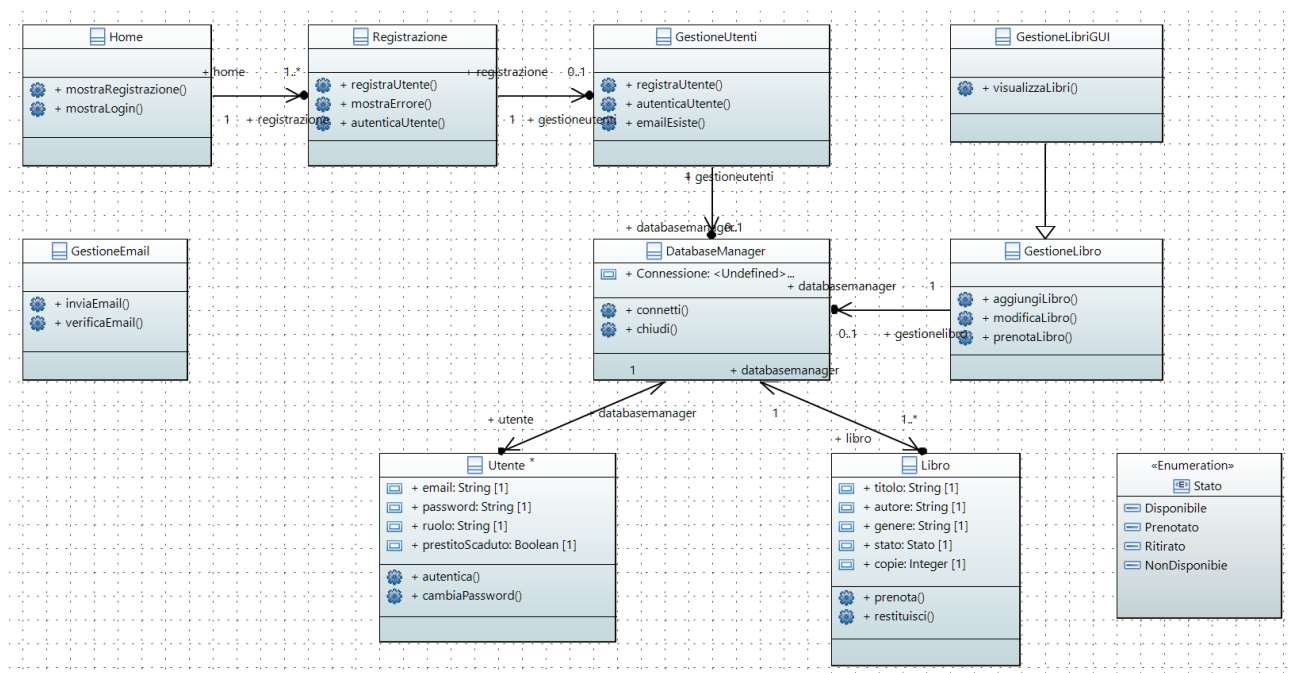 Home
+ mostraRegistrazione()
+ mostraLogin()
+ home
1..*
1
+ registrazione
Registrazione
+ registraUtente()
+ mostraErrore()
+ autenticaUtente()
+ registrazione
0..1
1
+ gestioneutenti
GestioneUtenti
+ registraUtente()
+ autenticaUtente()
+ emailEsiste()
GestioneLibriGUI
+ visualizzaLibri()
1
+ gestioneutenti
+ databasemanager
0..1
GestioneEmail
+ inviaEmail()
+ verificaEmail()
DatabaseManager
+ Connessione: <Undefined>...
+ connetti()
+ chiudi()
+ databasemanager
1
0..1
+ gestionelibro
GestioneLibro
+ aggiungiLibro()
+ modificaLibro()
+ prenotaLibro()
1
+ databasemanager
+ utente
+ databasemanager
1
1..*
+ libro
*
Utente
+ email: String [1]
+ password: String [1]
+ ruolo: String [1]
+ prestitoScaduto: Boolean [1]
+ autentica()
+ cambiaPassword()
Libro
+ titolo: String [1]
+ autore: String [1]
+ genere: String [1]
+ stato: Stato [1]
+ copie: Integer [1]
+ prenota()
+ restituisci()
«Enumeration»
Stato
Disponibile
Prenotato
Ritirato
NonDisponibie